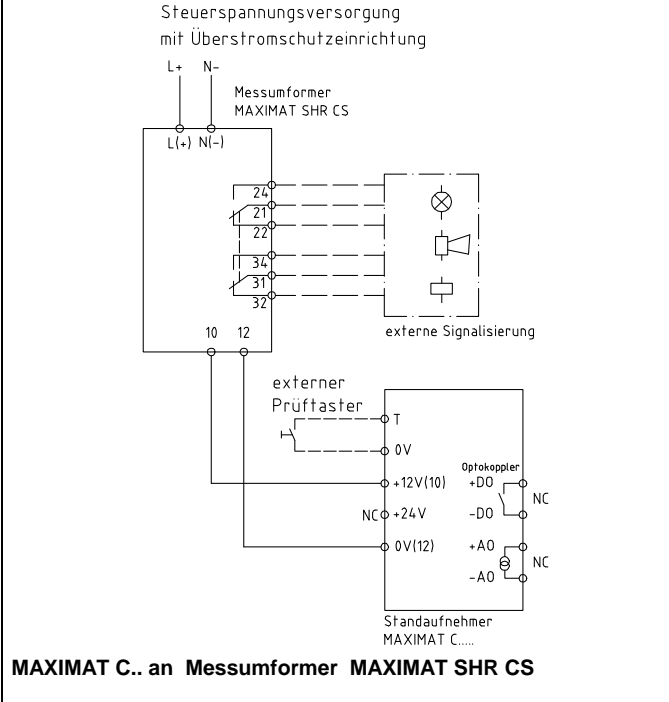 Steuerspannungsversorgung
mit Überstromschutzeinrichtung
L+ N-
Messumformer
MAXIMAT SHR CS
L(+) N(-)
24
21
22
34
31
32
externe Signalisierung
10 12
externer
Prüftaster
T
0V
Optokoppler
+12V(10) +DO
NC
NC +24V -DO
0V(12) +AO
NC
-AO
Standaufnehmer
MAXIMAT C.....
MAXIMAT C.. an Messumformer MAXIMAT SHR CS